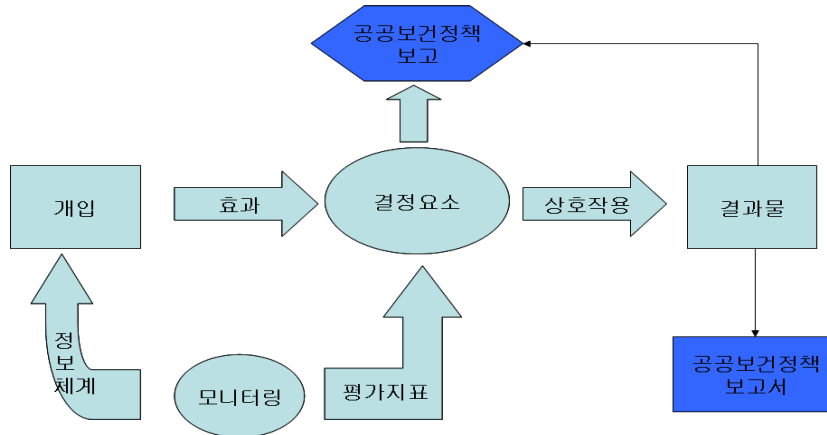 공공보건정책
보고
개입
효과
결정요소
상호작용
결과물
정
보
체계
모니터링
평가지표
공공보건정책
보고서